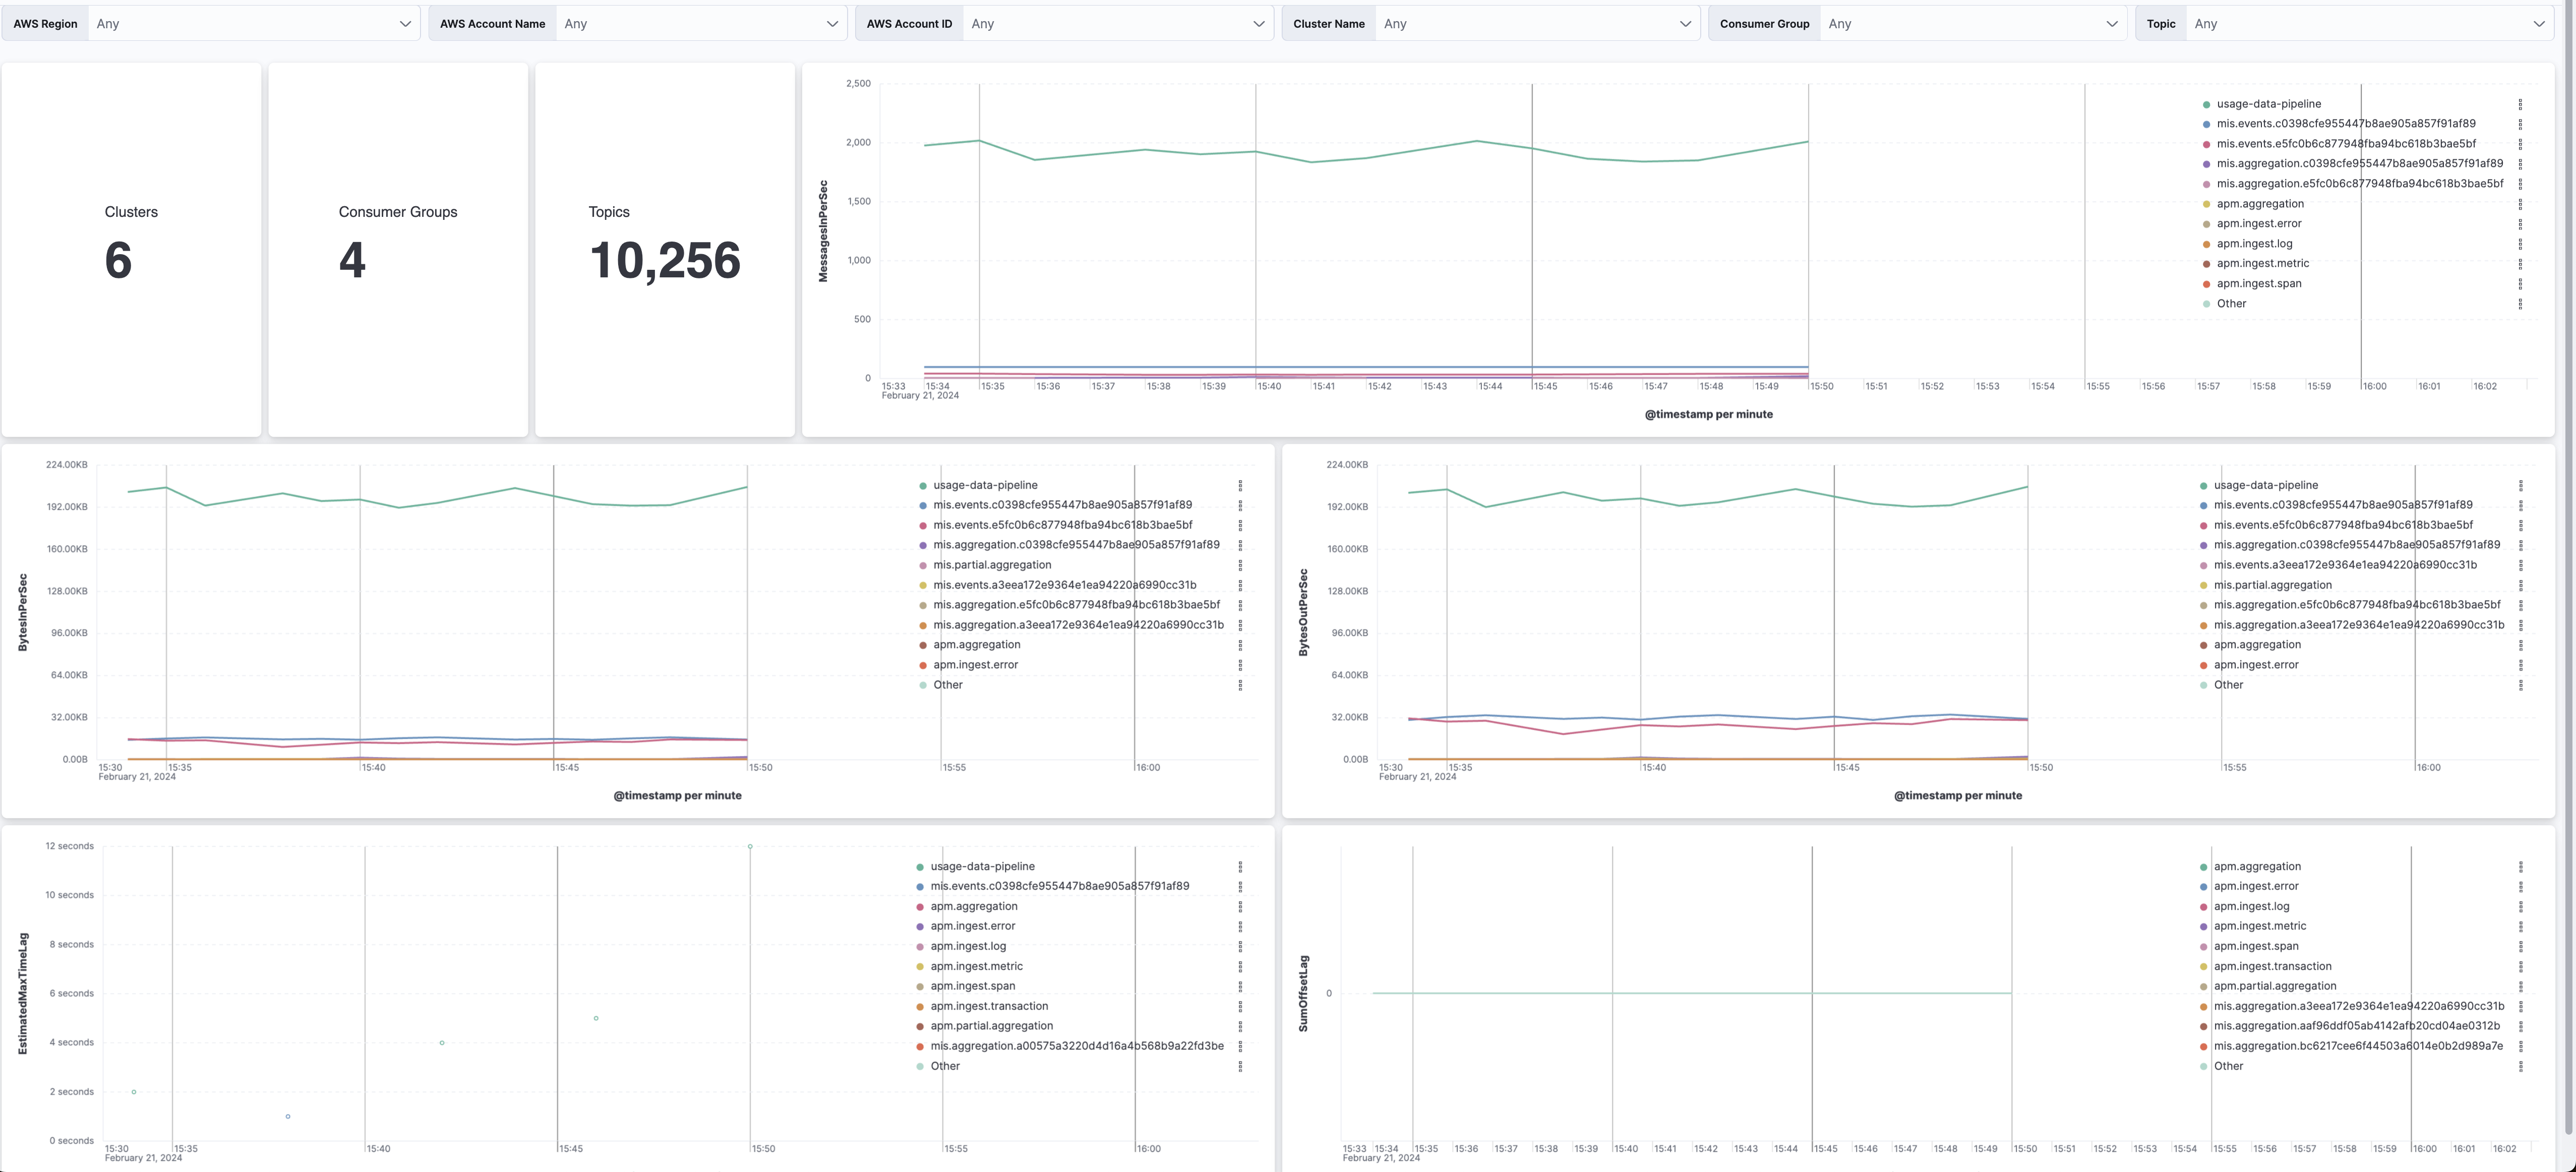 AWS Region Any
AWS Account Name Any
AWS Account ID Any
Cluster Name Any
Consumer Group Any
Topic Any
Clusters
6
Consumer Groups
4
Topics
10,256
MessagesInPerSec
2,500
2,000
1,500
1,000
500
0
15:33 15:34 15:35 15:36 15:37 15:38 15:39 15:40 15:41 15:42 15:43 15:44 15:45 15:46 15:47 15:48 15:49 15:50 15:51 15:52 15:53 15:54 15:55 15:56 15:57 15:58 15:59 16:00 16:01 16:02
February 21, 2024
@timestamp per minute
usage-data-pipeline
mis.events.c0398cfe955447b8ae905a857f91af89
mis.events.e5fc0b6c877948fba94bc618b3bae5bf
mis.aggregation.c0398cfe955447b8ae905a857f91af89
mis.aggregation.e5fc0b6c877948fba94bc618b3bae5bf
apm.aggregation
apm.ingest.error
apm.ingest.log
apm.ingest.metric
apm.ingest.span
Other
BytesInPerSec
224.00KB
192.00KB
160.00KB
128.00KB
96.00KB
64.00KB
32.00KB
0.00B
15:30 15:35 15:40 15:45 15:50 15:55 16:00
February 21, 2024
@timestamp per minute
usage-data-pipeline
mis.events.c0398cfe955447b8ae905a857f91af89
mis.events.e5fc0b6c877948fba94bc618b3bae5bf
mis.aggregation.c0398cfe955447b8ae905a857f91af89
mis.partial.aggregation
mis.events.a3eea172e9364e1ea94220a6990cc31b
mis.aggregation.e5fc0b6c877948fba94bc618b3bae5bf
mis.aggregation.a3eea172e9364e1ea94220a6990cc31b
apm.aggregation
apm.ingest.error
Other
BytesOutPerSec
224.00KB
192.00KB
160.00KB
128.00KB
96.00KB
64.00KB
32.00KB
0.00B
15:30 15:35 15:40 15:45 15:50 15:55 16:00
February 21, 2024
@timestamp per minute
usage-data-pipeline
mis.events.c0398cfe955447b8ae905a857f91af89
mis.events.e5fc0b6c877948fba94bc618b3bae5bf
mis.aggregation.c0398cfe955447b8ae905a857f91af89
mis.events.a3eea172e9364e1ea94220a6990cc31b
mis.partial.aggregation
mis.aggregation.e5fc0b6c877948fba94bc618b3bae5bf
mis.aggregation.a3eea172e9364e1ea94220a6990cc31b
apm.aggregation
apm.ingest.error
Other
EstimatedMaxTimeLag
12 seconds
10 seconds
8 seconds
6 seconds
4 seconds
2 seconds
0 seconds
15:30 15:35 15:40 15:45 15:50 15:55 16:00
February 21, 2024
usage-data-pipeline
mis.events.c0398cfe955447b8ae905a857f91af89
apm.aggregation
apm.ingest.error
apm.ingest.log
apm.ingest.metric
apm.ingest.span
apm.ingest.transaction
apm.partial.aggregation
mis.aggregation.a00575a3220d4d16a4b568b9a22fd3be
Other
SumOffsetLag
0
15:33 15:34 15:35 15:36 15:37 15:38 15:39 15:40 15:41 15:42 15:43 15:44 15:45 15:46 15:47 15:48 15:49 15:50 15:51 15:52 15:53 15:54 15:55 15:56 15:57 15:58 15:59 16:00 16:01 16:02
February 21, 2024
apm.aggregation
apm.ingest.error
apm.ingest.log
apm.ingest.metric
apm.ingest.span
apm.ingest.transaction
apm.partial.aggregation
mis.aggregation.a3eea172e9364e1ea94220a6990cc31b
mis.aggregation.aaf96ddf05ab4142afb20cd04ae0312b
mis.aggregation.bc6217cee6f44503a6014e0b2d989a7e
Other